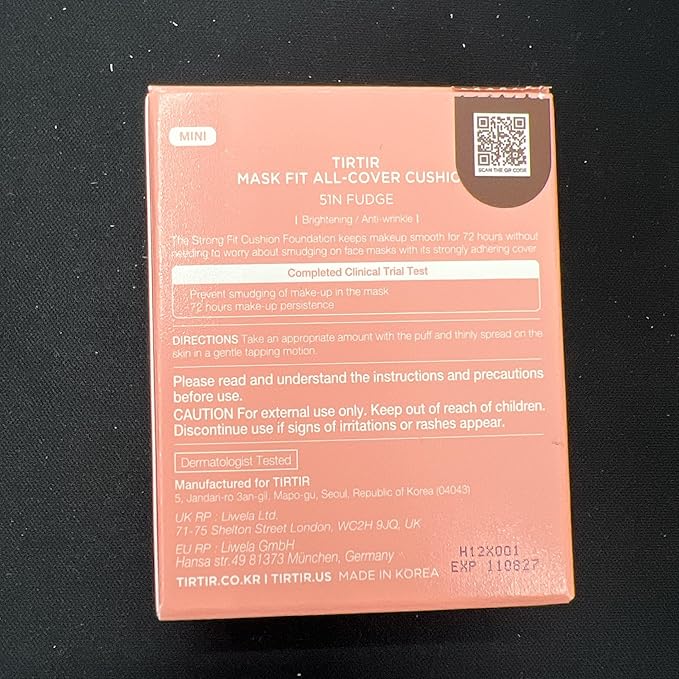 MINI
SCAN THE QR CODE
TIRTIR
MASK FIT ALL-COVER CUSHIO
51N FUDGE
| Brightening / Anti-wrinkle |
The Strong Fit Cushion Foundation keeps makeup smooth for 72 hours without
needing to worry about smudging on face masks with its strongly adhering cover
Completed Clinical Trial Test
Prevent smudging of make-up in the mask
72 hours make-up persistence
DIRECTIONS Take an appropriate amount with the puff and thinly spread on the
skin in a gentle tapping motion.
Please read and understand the instructions and precautions
before use.
CAUTION For external use only. Keep out of reach of children.
Discontinue use if signs of irritations or rashes appear.
Dermatologist Tested
Manufactured for TIRTIR
5, Jandari-ro 3an-gil, Mapo-gu, Seoul, Republic of Korea (04043)
UK RP : Liwela Ltd.
71-75 Shelton Street London, WC2H 9JQ, UK
EU RP : Liwela GmbH
Hansa str.49 81373 München, Germany
TIRTIR.CO.KR I TIRTIR.US MADE IN KOREA
H12X001
EXP 110827